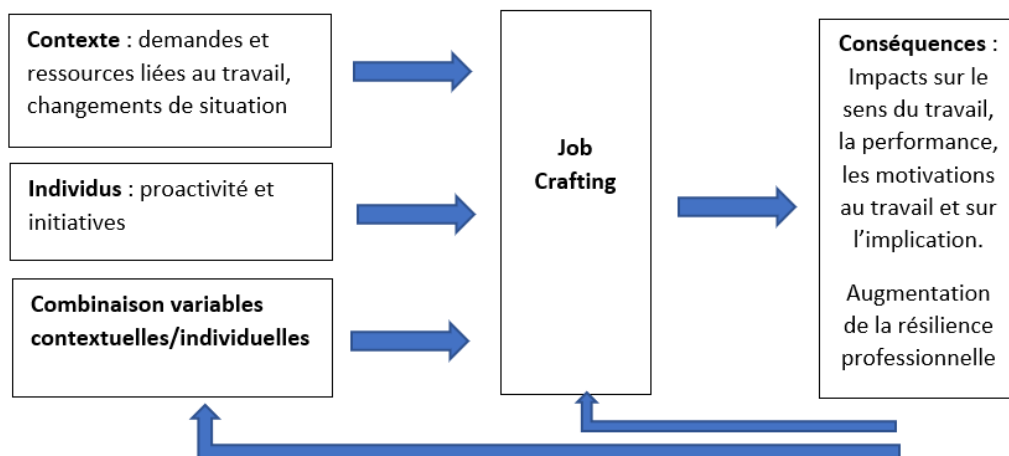 Contexte : demandes et
ressources liées au travail,
changements de situation
Individus : proactivité et
initiatives
Combinaison variables
contextuelles/individuelles
Job
Crafting
Conséquences :
Impacts sur le
sens du travail,
la performance,
les motivations
au travail et sur
l’implication.
Augmentation
de la résilience
professionnelle